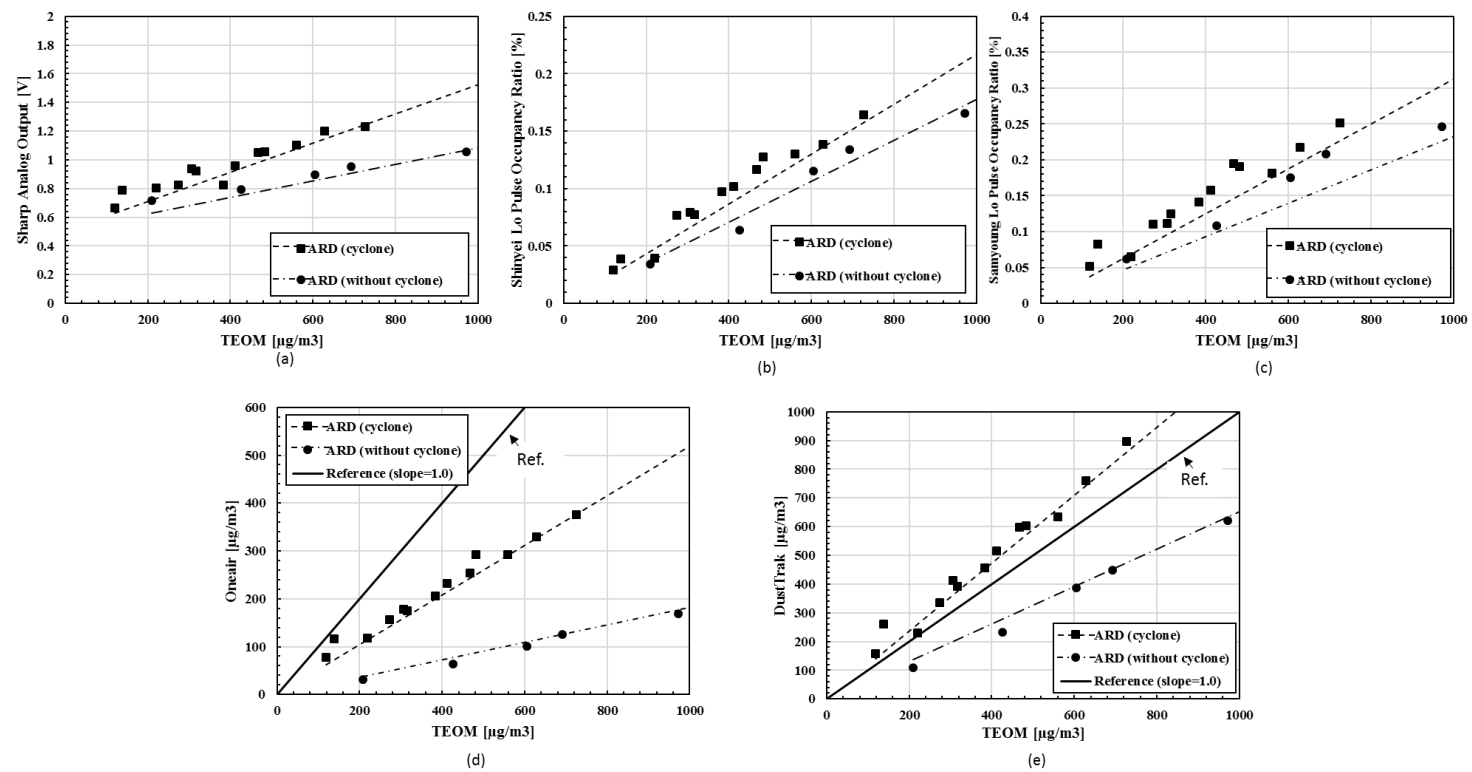 Sharp Analog Output [V]
2
1.8
1.6
1.4
1.2
1
0.8
0.6
0.4
0.2
0
ARD (cyclone)
ARD (without cyclone)
0 200 400 600 800 1000
TEOM [µg/m3]
(a)
Shinyei Lo Pulse Occupancy Ratio [%]
0.25
0.2
0.15
0.1
0.05
0
ARD (cyclone)
ARD (without cyclone)
0 200 400 600 800 1000
TEOM [µg/m3]
(b)
Samyoung Lo Pulse Occupancy Ratio [%]
0.4
0.35
0.3
0.25
0.2
0.15
0.1
0.05
0
ARD (cyclone)
ARD (without cyclone)
0 200 400 600 800 1000
TEOM [µg/m3]
(c)
Oneair [µg/m3]
600
500
400
300
200
100
0
ARD (cyclone)
ARD (without cyclone)
Reference (slope=1.0)
Ref.
0 200 400 600 800 1000
TEOM [µg/m3]
(d)
DustTrak [µg/m3]
1000
900
800
700
600
500
400
300
200
100
0
Ref.
ARD (cyclone)
ARD (without cyclone)
Reference (slope=1.0)
0 200 400 600 800 1000
TEOM [µg/m3]
(e)